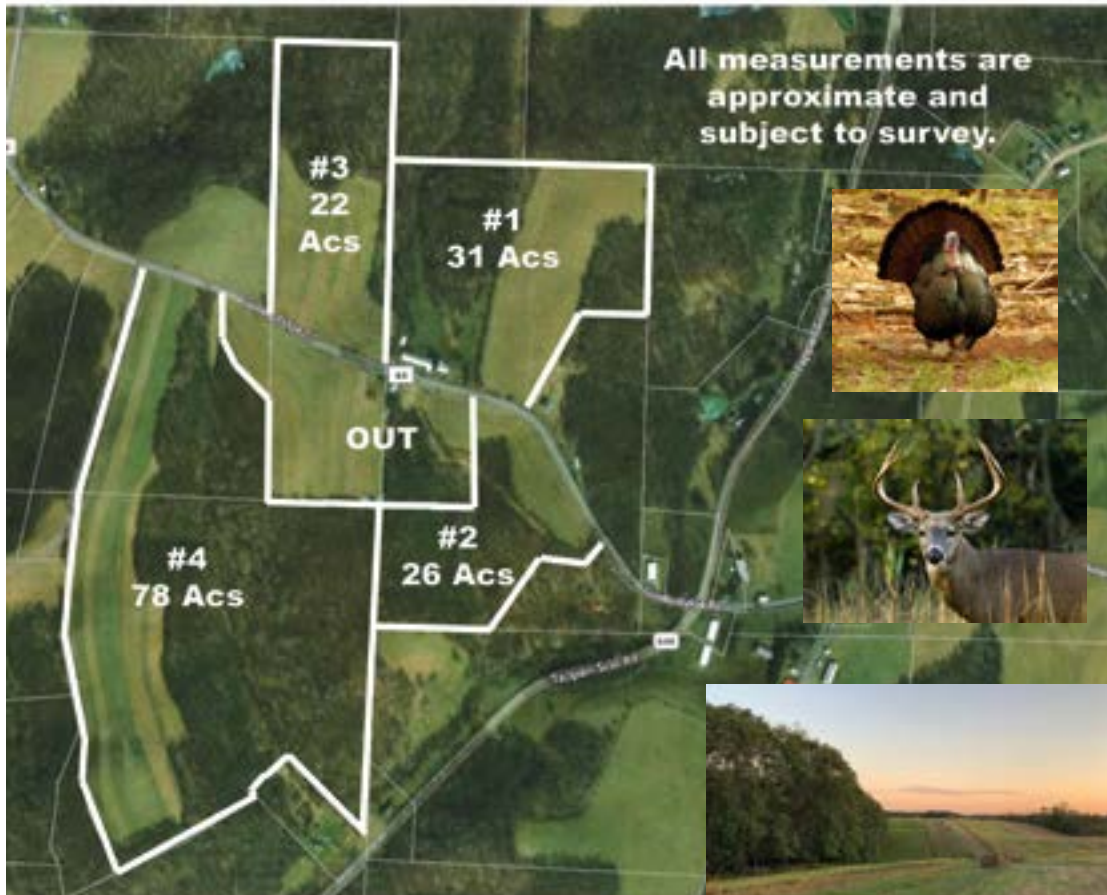 All measurements are
approximate and
subject to survey.
#3
22
Acs
#1
31 Acs
OUT
#2
26 Acs
#4
78 Acs